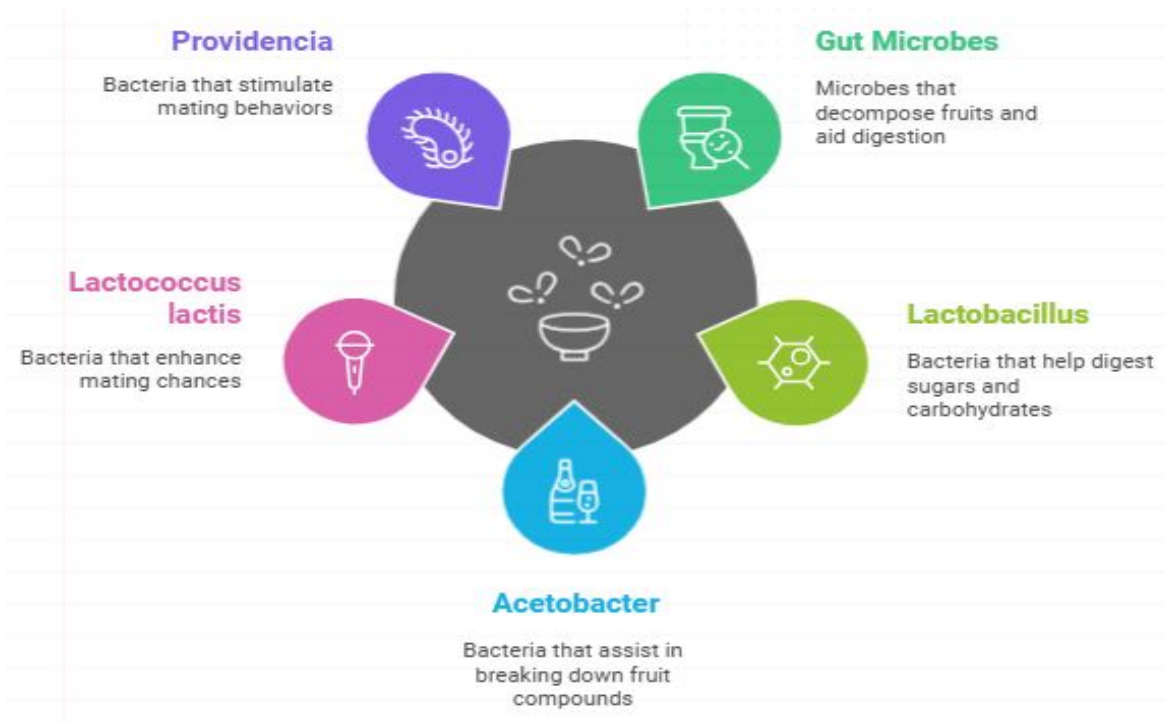 Providencia
Bacteria that stimulate
mating behaviors
Gut Microbes
Microbes that
decompose fruits and
aid digestion
Lactococcus
lactis
Bacteria that enhance
mating chances
Lactobacillus
Bacteria that help digest
sugars and
carbohydrates
Acetobacter
Bacteria that assist in
breaking down fruit
compounds